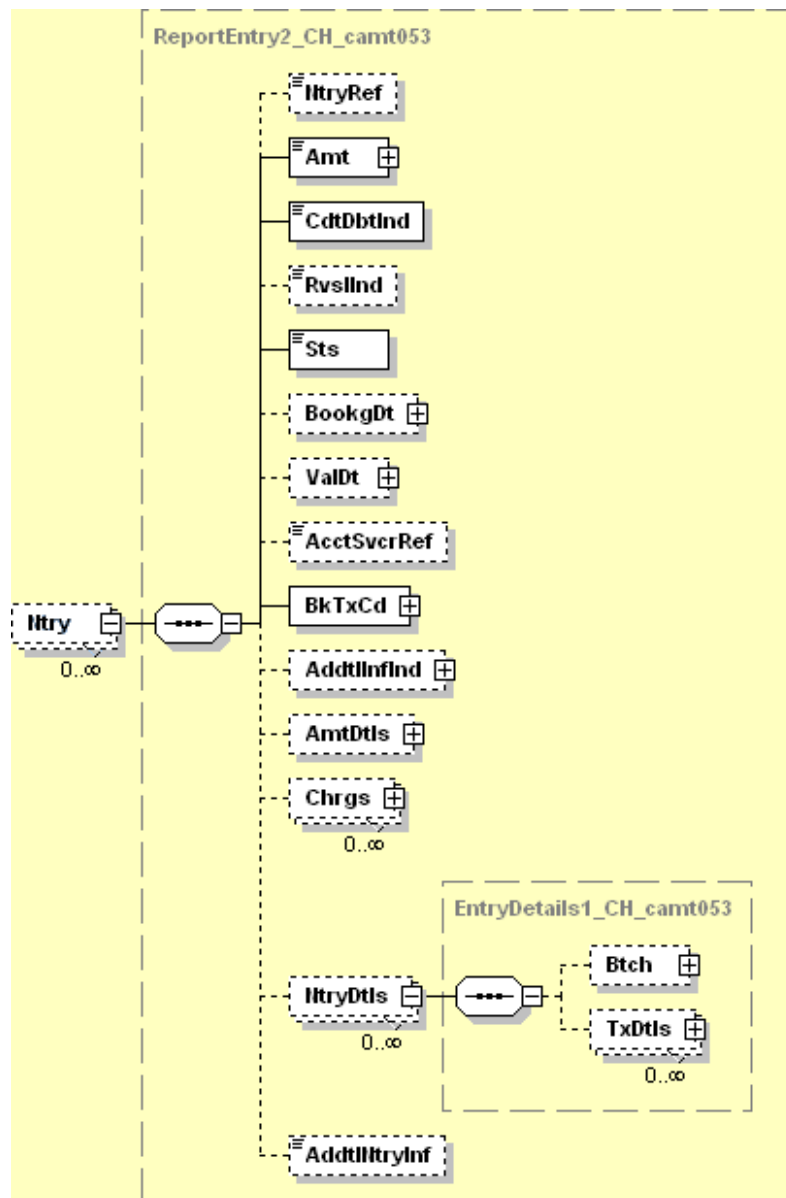 ReportEntry2_CH_camt053
NtryRef
Amt
CdtDbtInd
RvslInd
Sts
BookgDt
ValDt
AcctSvcrRef
BkTxCd
Ntry
0..∞
AddtlInfInd
AmtDtls
Chrgs
0..∞
EntryDetails1_CH_camt053
Btch
NtryDtls
TxDtls
0..∞
0..∞
AddtlNtryInf